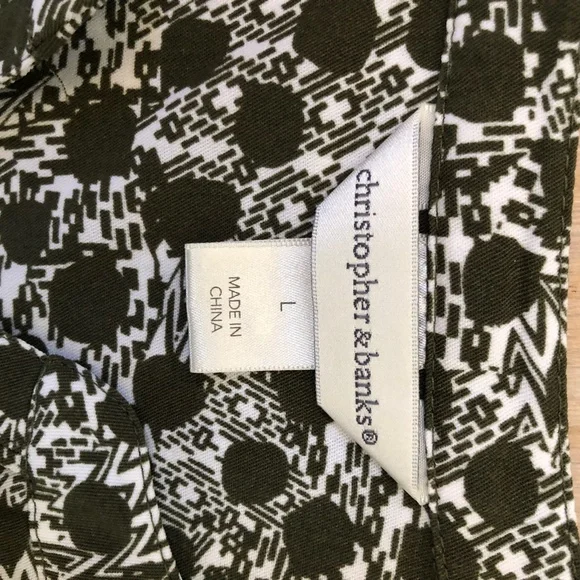 christopher & banks®
L
MADE IN
CHINA